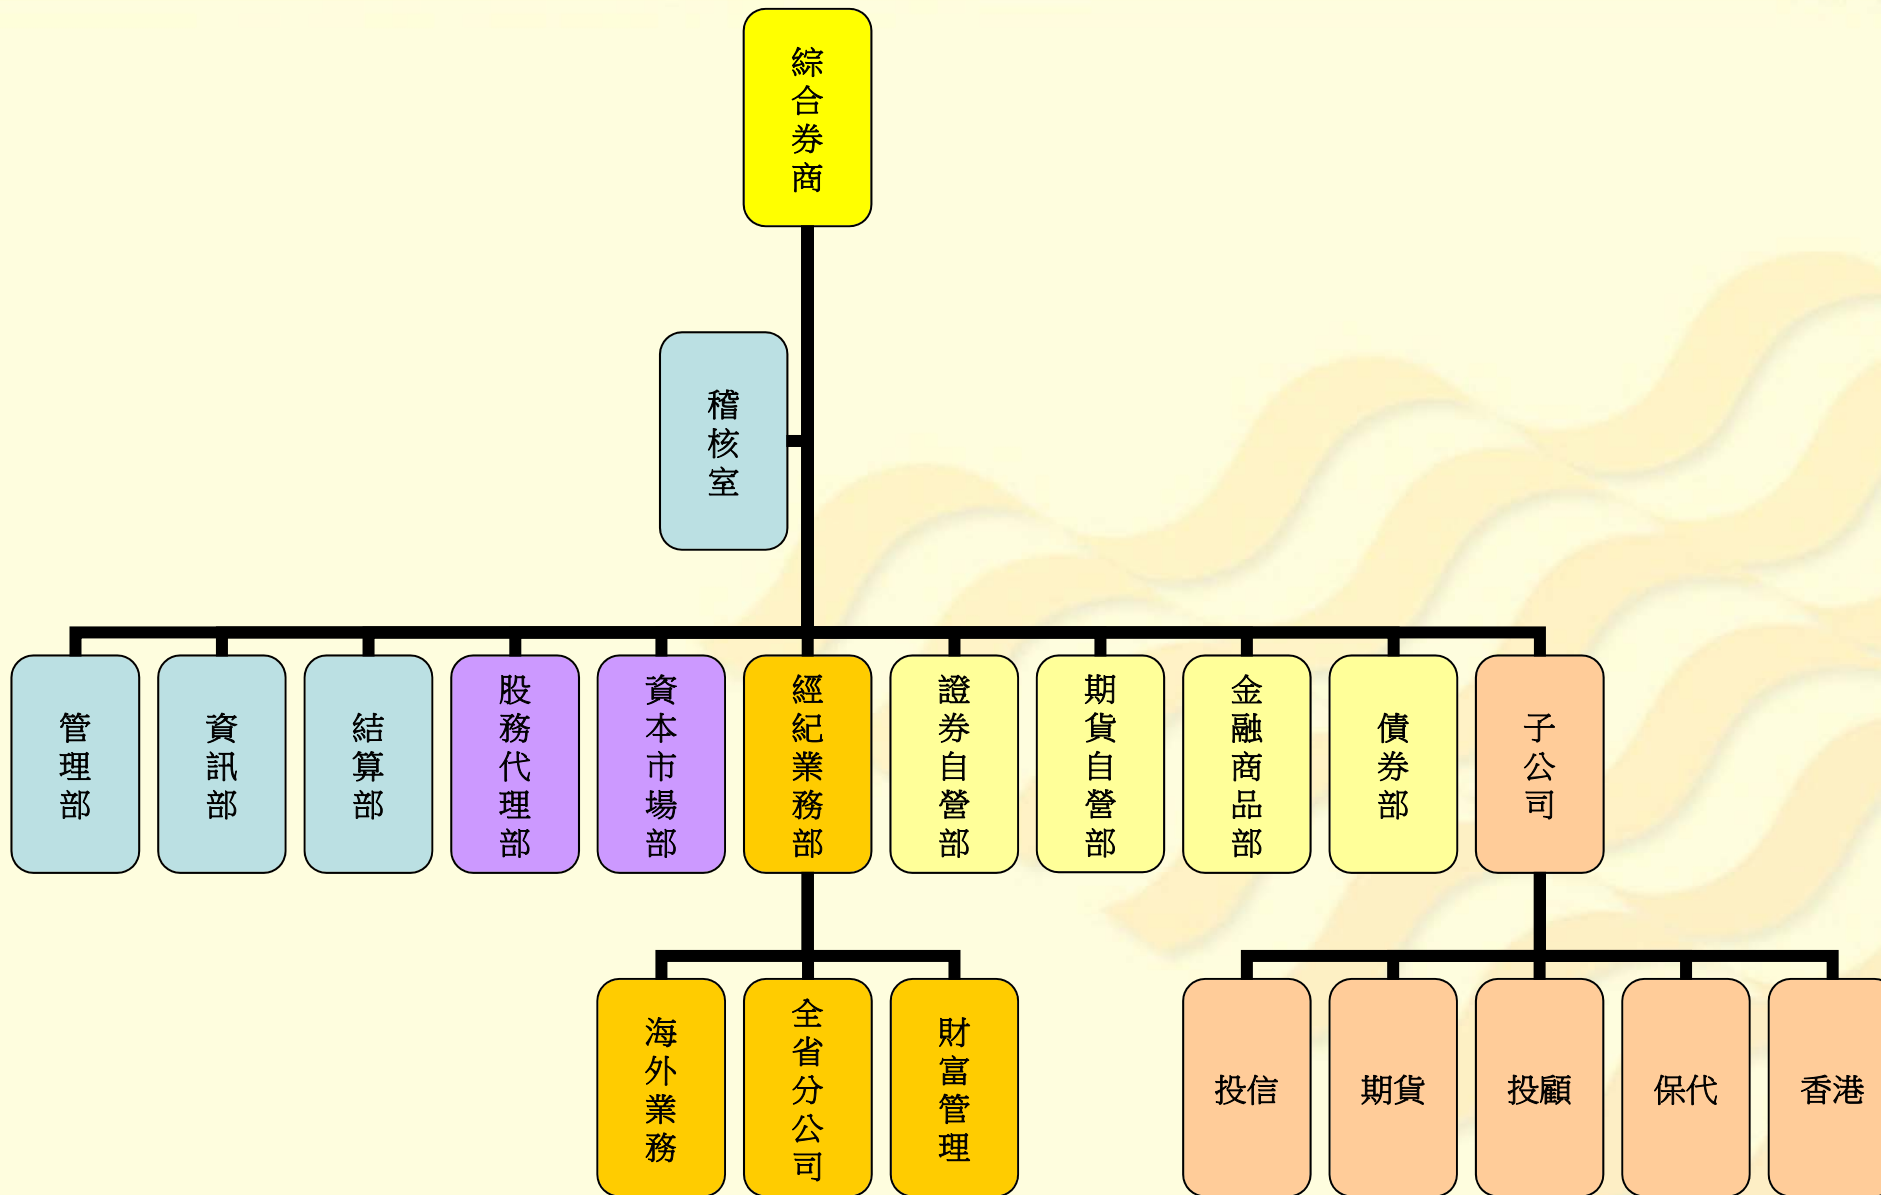 綜合券商
稽核室
管理部
資訊部
結算部
股務代理部
資本市場部
經紀業務部
證券自營部
期貨自營部
金融商品部
債券部
子公司
海外業務
全省分公司
財富管理
投信
期貨
投顧
保代
香港